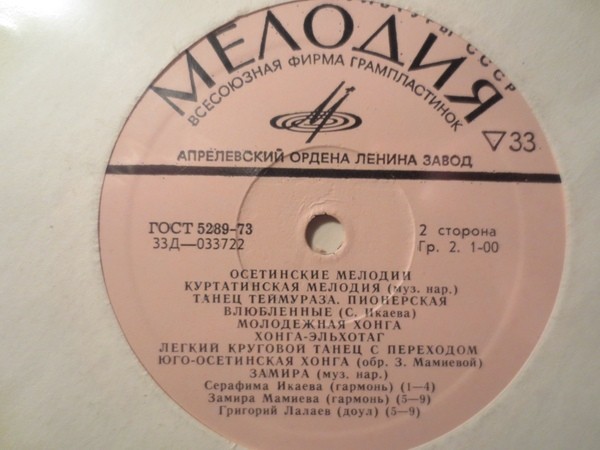 СССР
МЕЛОДИЯ
ВСЕСОЮЗНАЯ ФИРМА ГРАМПЛАСТИНОК
▽33
АПРЕЛЕВСКИЙ ОРДЕНА ЛЕНИНА ЗАВОД
ГОСТ 5289-73
33Д—033722
2 сторона
Гр. 2. 1-00
ОСЕТИНСКИЕ МЕЛОДИИ
КУРТАТИНСКАЯ МЕЛОДИЯ (муз. нар.)
ТАНЕЦ ТЕЙМУРАЗА. ПИОНЕРСКАЯ
ВЛЮБЛЕННЫЕ (С. Икаева)
МОЛОДЕЖНАЯ ХОНГА
ХОНГА-ЭЛЬХОТАГ
ЛЕГКИЙ КРУГОВОЙ ТАНЕЦ С ПЕРЕХОДОМ
ЮГО-ОСЕТИНСКАЯ ХОНГА (обр. З. Мамиевой)
ЗАМИРА (муз. нар.)
Серафима Икаева (гармонь) (1—4)
Замира Мамиева (гармонь) (5—9)
Григорий Лалаев (доул) (5—9)